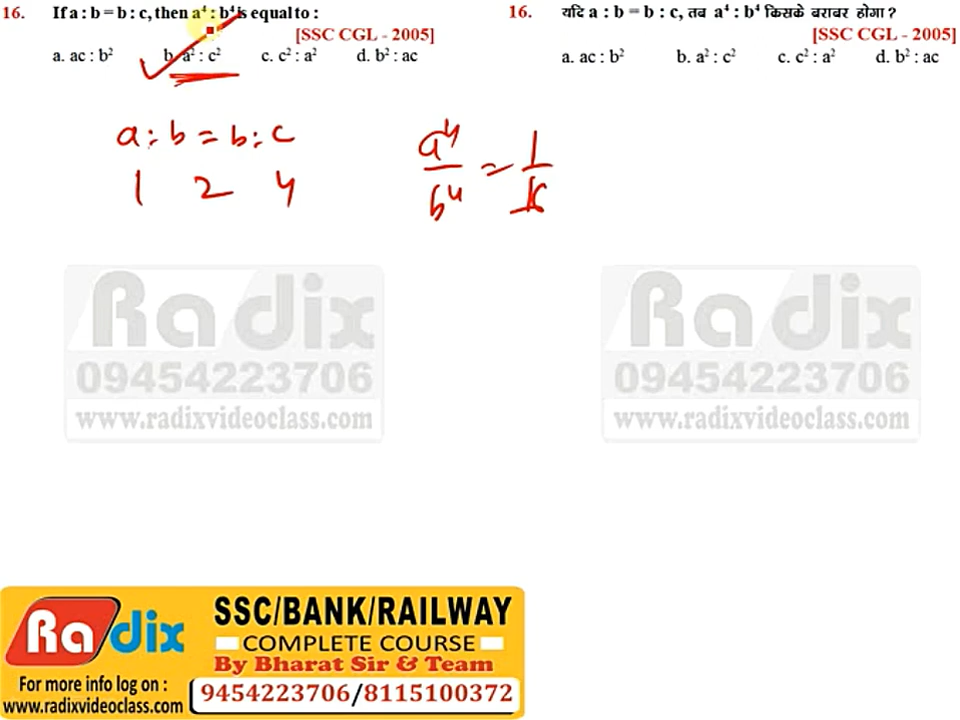 16. If a : b = b : c, then a⁴ : b⁴ is equal to :
[SSC CGL - 2005]
a. ac : b² b. a² : c² c. c² : a² d. b² : ac
a : b = b : c
1 2 4
a⁴/b⁴ = 1/16
16. यदि a : b = b : c, तब a⁴ : b⁴ किसके बराबर होगा ?
[SSC CGL - 2005]
a. ac : b² b. a² : c² c. c² : a² d. b² : ac
Radix
09454223706
www.radixvideoclass.com
Radix
09454223706
www.radixvideoclass.com
Radix
For more info log on :
www.radixvideoclass.com
SSC/BANK/RAILWAY
COMPLETE COURSE
By Bharat Sir & Team
9454223706/8115100372